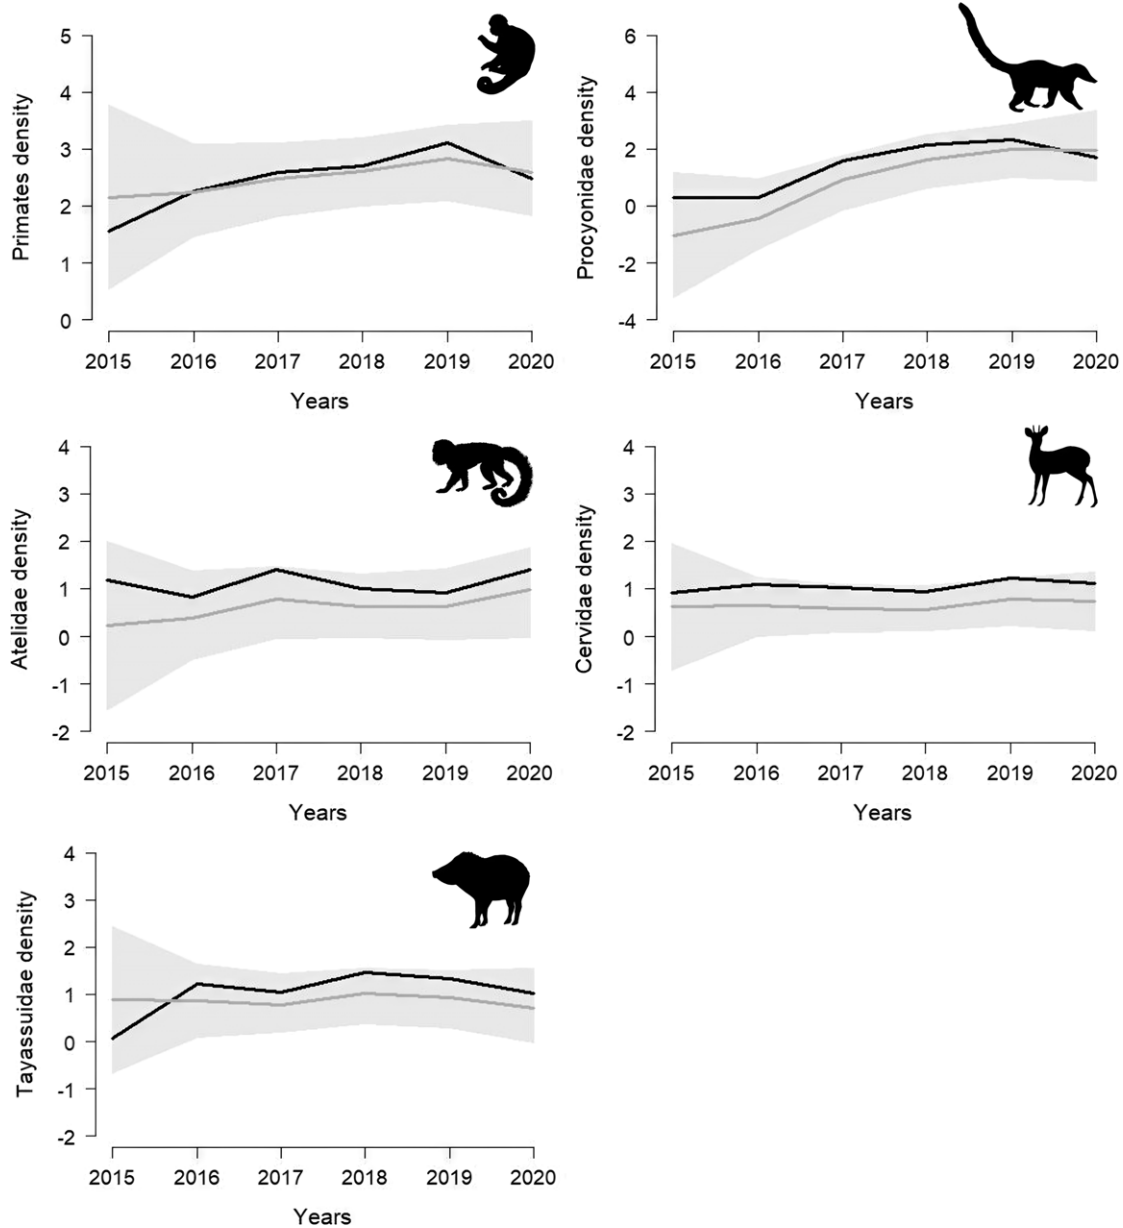 Primates density
5
4
3
2
1
0
2015 2016 2017 2018 2019 2020
Years
Procyonidae density
6
4
2
0
-2
-4
2015 2016 2017 2018 2019 2020
Years
Atelidae density
4
3
2
1
0
-1
-2
2015 2016 2017 2018 2019 2020
Years
Cervidae density
4
3
2
1
0
-1
-2
2015 2016 2017 2018 2019 2020
Years
Tayassuidae density
4
3
2
1
0
-1
-2
2015 2016 2017 2018 2019 2020
Years